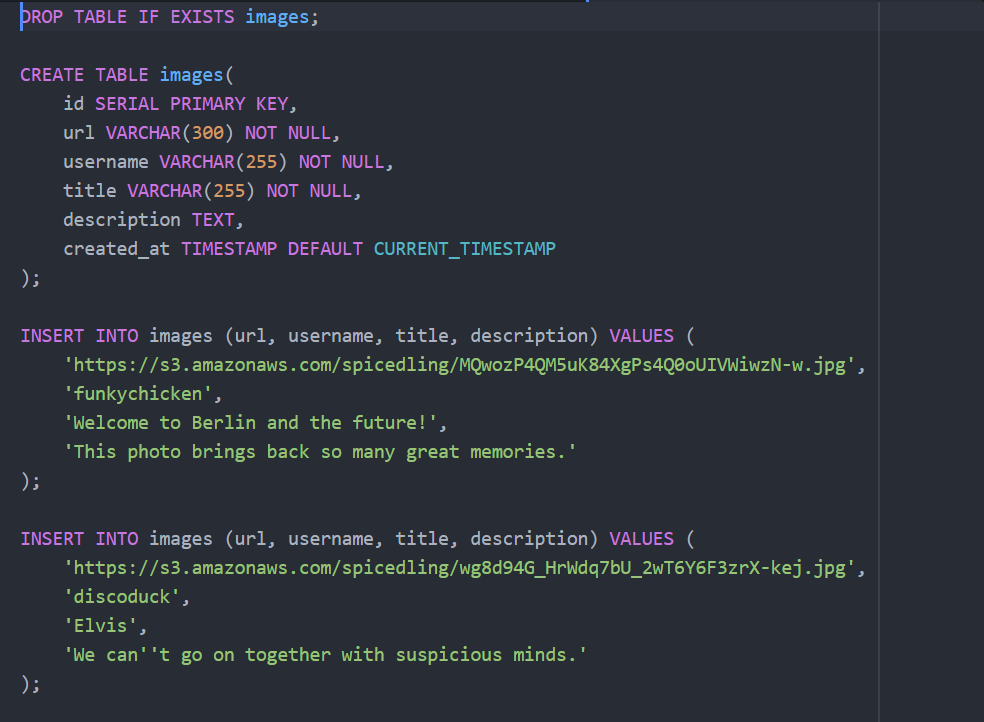 DROP TABLE IF EXISTS images;
CREATE TABLE images(
id SERIAL PRIMARY KEY,
url VARCHAR(300) NOT NULL,
username VARCHAR(255) NOT NULL,
title VARCHAR(255) NOT NULL,
description TEXT,
created_at TIMESTAMP DEFAULT CURRENT_TIMESTAMP
);
INSERT INTO images (url, username, title, description) VALUES (
'https://s3.amazonaws.com/spicedling/MQwozP4QM5uK84XgPs4Q0oUIVWiwzN-w.jpg',
'funkychicken',
'Welcome to Berlin and the future!',
'This photo brings back so many great memories.'
);
INSERT INTO images (url, username, title, description) VALUES (
'https://s3.amazonaws.com/spicedling/wg8d94G_HrWdq7bU_2wT6Y6F3zrX-kej.jpg',
'discoduck',
'Elvis',
'We can''t go on together with suspicious minds.'
);